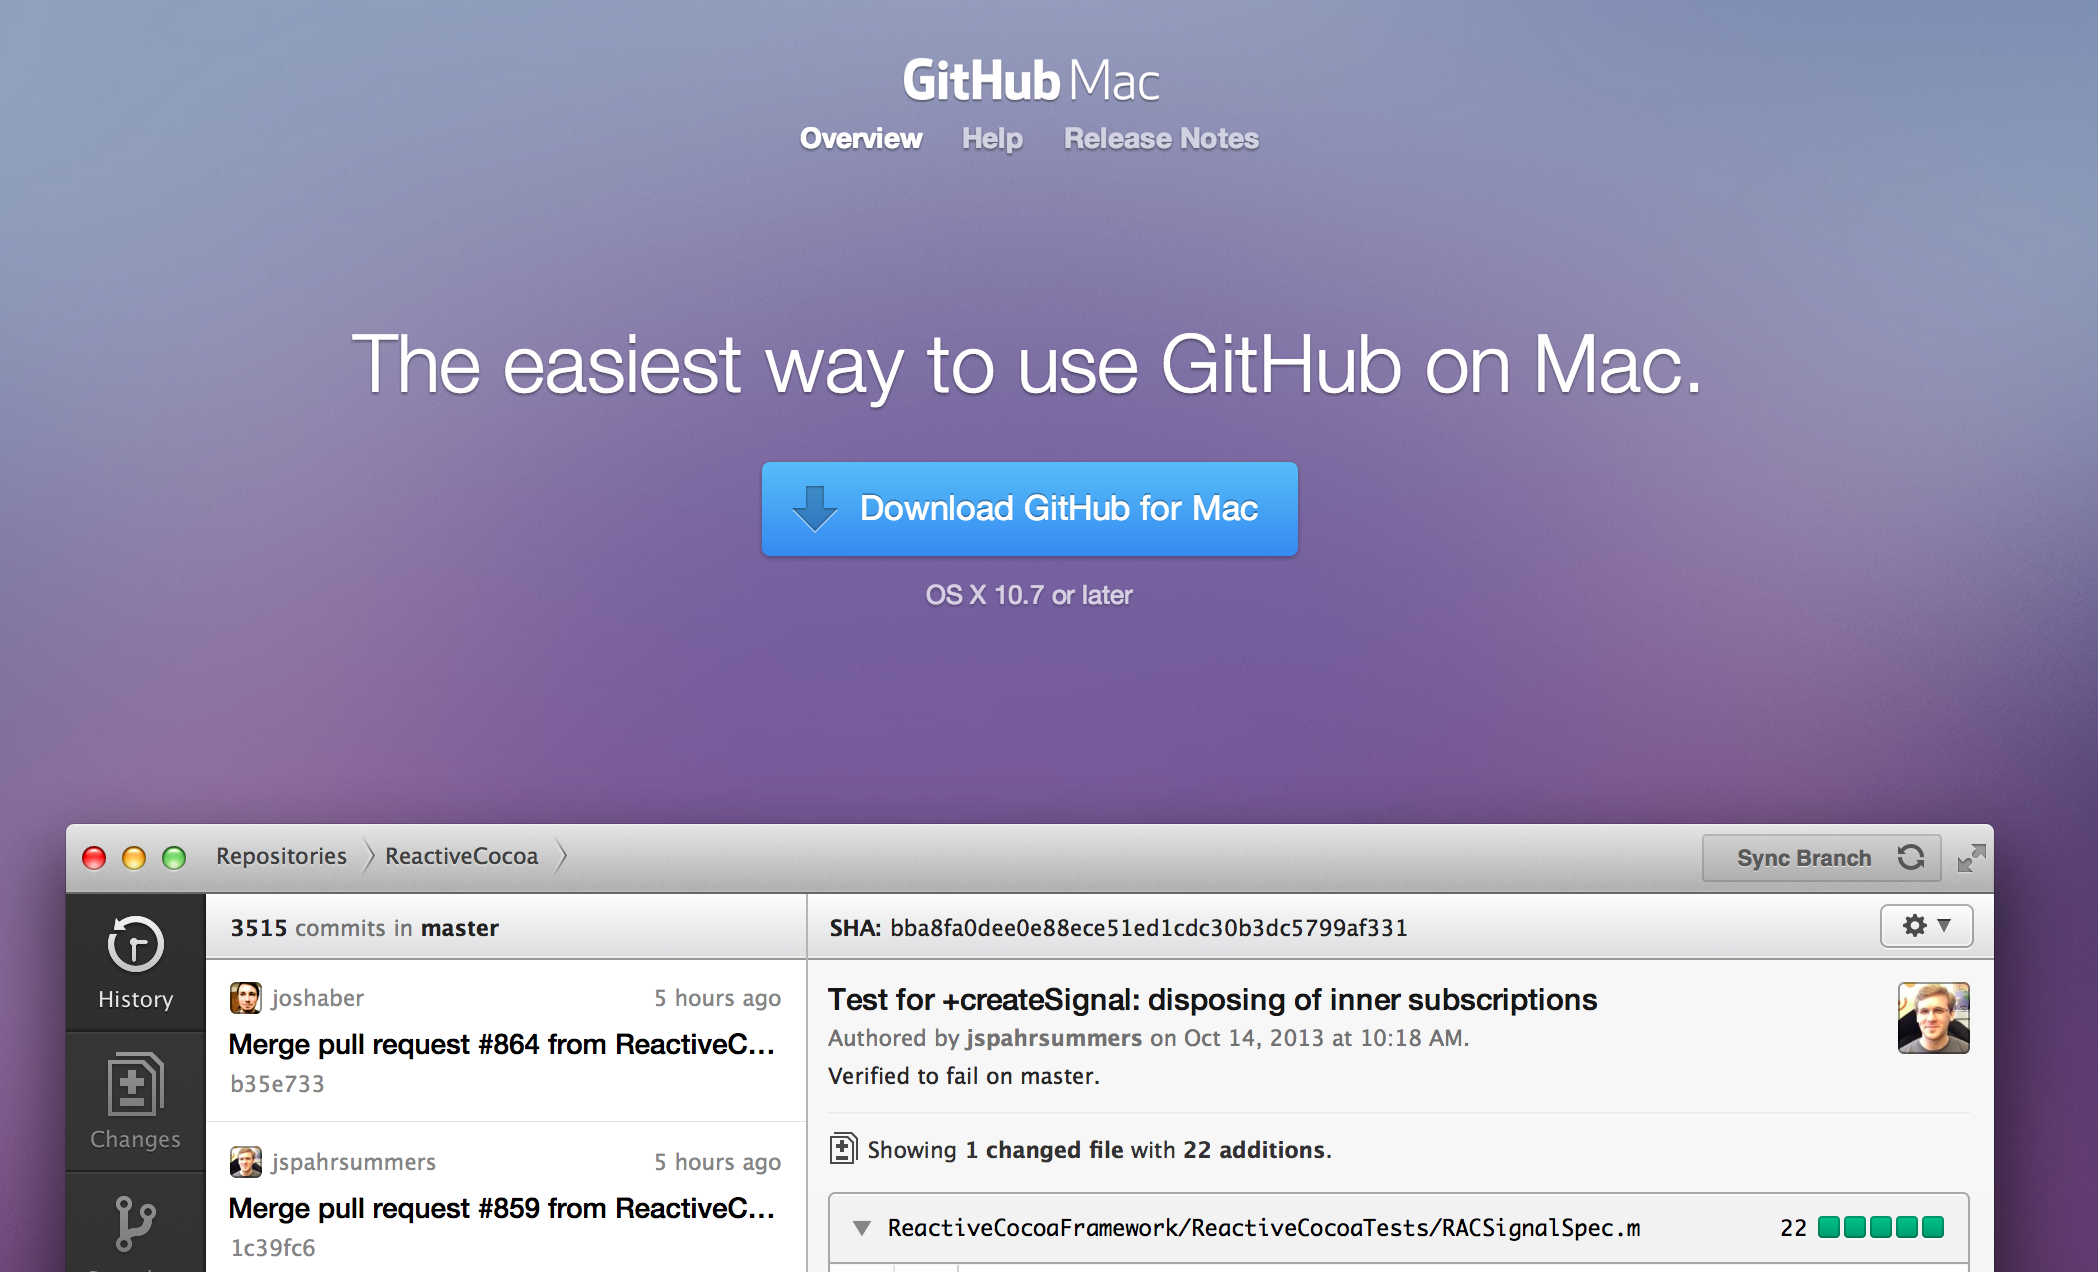 GitHub Mac
Overview Help Release Notes
The easiest way to use GitHub on Mac.
Download GitHub for Mac
OS X 10.7 or later
Repositories ReactiveCocoa Sync Branch
3515 commits in master
History
joshaber 5 hours ago
Merge pull request #864 from ReactiveC...
b35e733
Changes
jspahrsummers 5 hours ago
Merge pull request #859 from ReactiveC...
1c39fc6
SHA: bba8fa0dee0e88ece51ed1cdc30b3dc5799af331
Test for +createSignal: disposing of inner subscriptions
Authored by jspahrsummers on Oct 14, 2013 at 10:18 AM.
Verified to fail on master.
Showing 1 changed file with 22 additions.
ReactiveCocoaFramework/ReactiveCocoaTests/RACSignalSpec.m 22